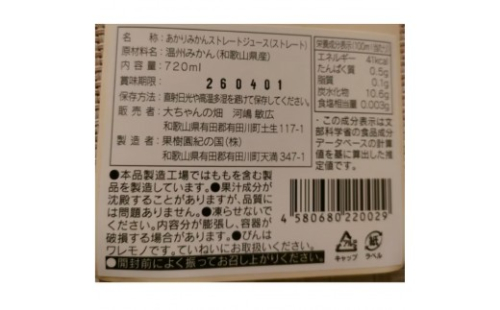 名　　称：あかりみかんストレートジュース(ストレート)
原材料名：温州みかん(和歌山県産)
内 容 量：720ml
賞味期限：260401
保存方法：直射日光や高温多湿を避けて保存してください。
販 売 者：大ちゃんの畑　河嶋 敏広
和歌山県有田郡有田川町土生117-1
製 造 者：果樹園紀の国(株)
和歌山県有田郡有田川町天満347-1
栄養成分表示/100ml
エネルギー 41kcal
たんぱく質 0.5g
脂質 0.1g
炭水化物 10.6g
食塩相当量 0.003g
・この成分表示は文
部科学省の食品成分
データベースの計算
値を基に算出した推
定値です。
●本品製造工場ではももを含む製
品を製造しています。●果汁成分が
沈殿することがありますが、品質に
は問題ありません。●凍らせないで
ください。内容分が膨張し、容器が
破損する場合があります。●びんは
ワレモノです。ていねいにお取扱いください。
●開封前によく振ってお召し上がりください。
4 580680 220029
キャップ
紙
ラベル